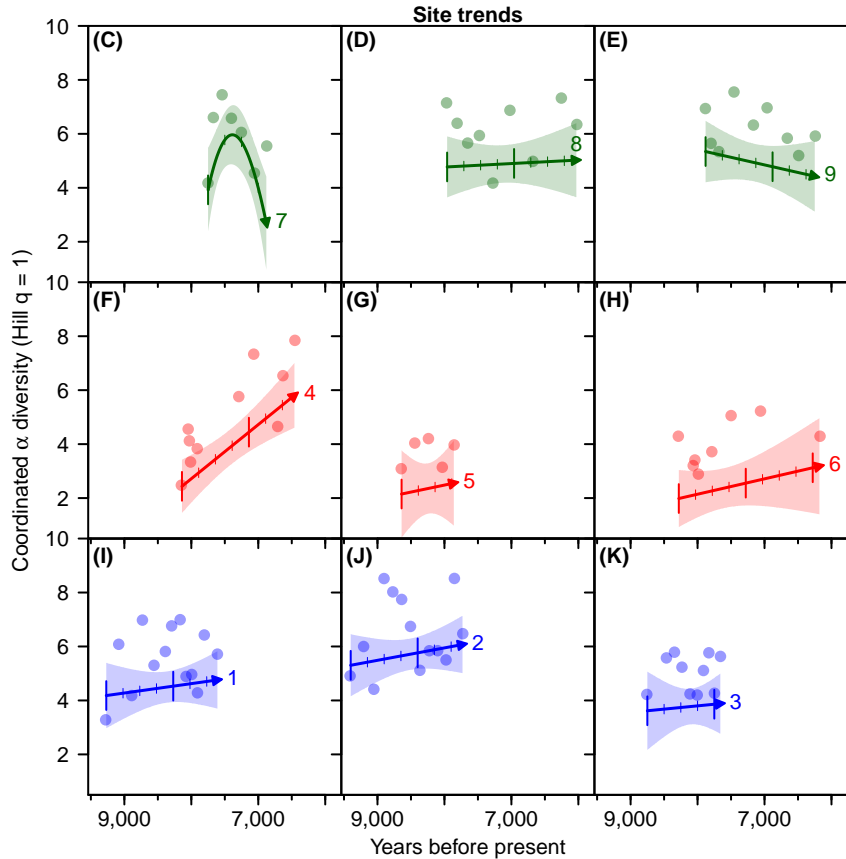 Site trends
Coordinated α diversity (Hill q = 1)
10
8
6
4
2
(C)
7
(D)
8
(E)
9
10
8
6
4
2
(F)
4
(G)
5
(H)
6
10
8
6
4
2
(I)
1
(J)
2
(K)
3
9,000 7,000 9,000 7,000 9,000 7,000
Years before present